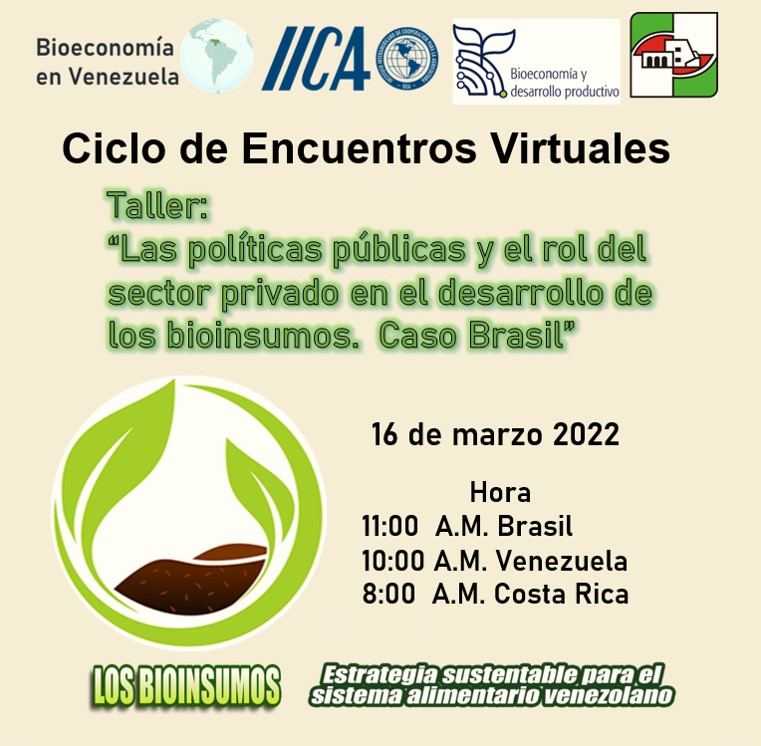 Bioeconomía
en Venezuela
IICA
Bioeconomía y
desarrollo productivo
Ciclo de Encuentros Virtuales
Taller:
“Las políticas públicas y el rol del
sector privado en el desarrollo de
los bioinsumos. Caso Brasil”
16 de marzo 2022
Hora
11:00 A.M. Brasil
10:00 A.M. Venezuela
8:00 A.M. Costa Rica
LOS BIOINSUMOS
Estrategia sustentable para el
sistema alimentario venezolano